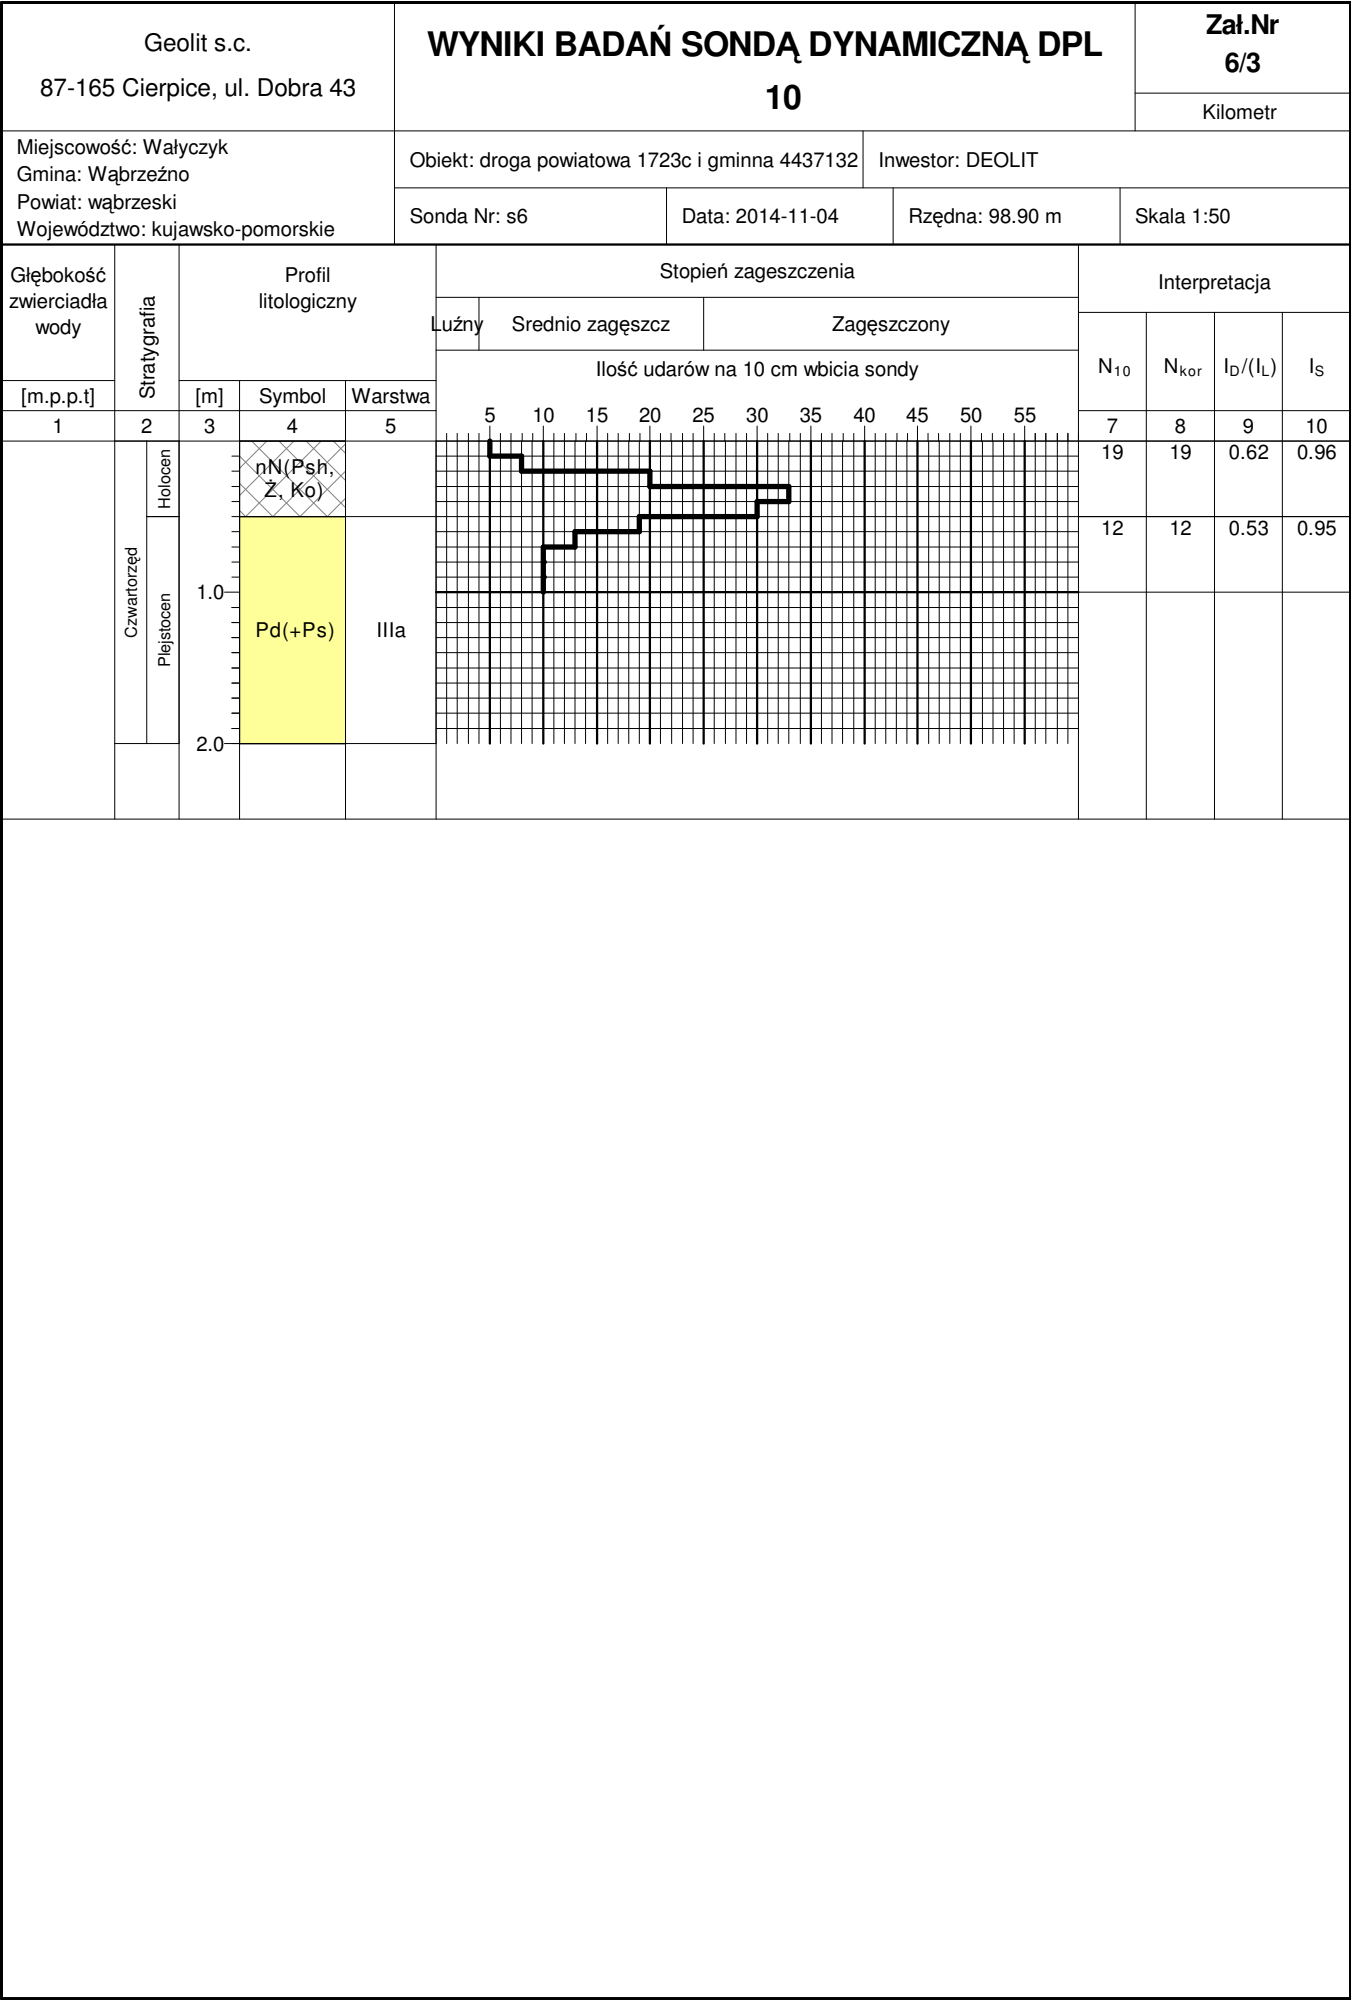 Geolit s.c.
87-165 Cierpice, ul. Dobra 43
WYNIKI BADAŃ SONDĄ DYNAMICZNĄ DPL
10
Zał.Nr
6/3
Kilometr
Miejscowość: Wałyczyk
Gmina: Wąbrzeźno
Powiat: wąbrzeski
Województwo: kujawsko-pomorskie
Obiekt: droga powiatowa 1723c i gminna 4437132
Inwestor: DEOLIT
Sonda Nr: s6
Data: 2014-11-04
Rzędna: 98.90 m
Skala 1:50
Głębokość
zwierciadła
wody
[m.p.p.t]
Stratygrafia
Profil
litologiczny
[m]
Symbol
Warstwa
Stopień zageszczenia
Luźny
Srednio zagęszcz
Zagęszczony
Ilość udarów na 10 cm wbicia sondy
5 10 15 20 25 30 35 40 45 50 55
Interpretacja
N10
Nkor
ID/(IL)
IS
1 2 3 4 5 7 8 9 10
Czwartorzęd
Holocen
nN(Psh,
Ż, Ko)
19 19 0.62 0.96
12 12 0.53 0.95
1.0
Plejstocen
Pd(+Ps)
IIIa
2.0